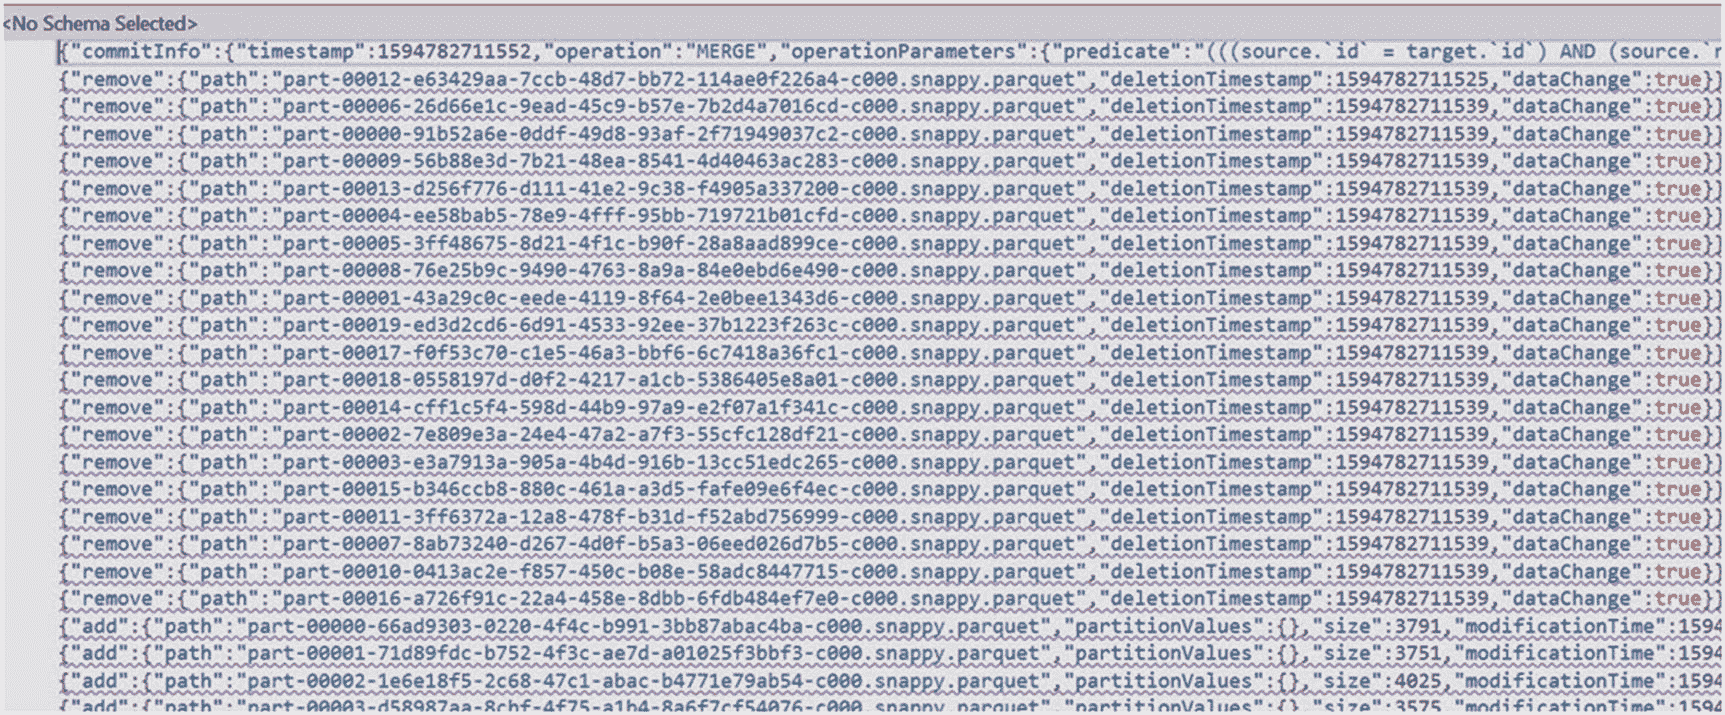 <No Schema Selected>
{"commitInfo":{"timestamp":1594782711552,"operation":"MERGE","operationParameters":{"predicate":"(((source.`id` = target.`id`) AND (source.`
{"remove":{"path":"part-00012-e63429aa-7ccb-48d7-bb72-114ae0f226a4-c000.snappy.parquet","deletionTimestamp":1594782711525,"dataChange":true}}
{"remove":{"path":"part-00006-26d66e1c-9ead-45c9-b57e-7b2d4a7016cd-c000.snappy.parquet","deletionTimestamp":1594782711539,"dataChange":true}}
{"remove":{"path":"part-00000-91b52a6e-0ddf-49d8-93af-2f71949037c2-c000.snappy.parquet","deletionTimestamp":1594782711539,"dataChange":true}}
{"remove":{"path":"part-00009-56b88e3d-7b21-48ea-8541-4d40463ac283-c000.snappy.parquet","deletionTimestamp":1594782711539,"dataChange":true}}
{"remove":{"path":"part-00013-d256f776-d111-41e2-9c38-f4905a337200-c000.snappy.parquet","deletionTimestamp":1594782711539,"dataChange":true}}
{"remove":{"path":"part-00004-ee58bab5-78e9-4fff-95bb-719721b01cfd-c000.snappy.parquet","deletionTimestamp":1594782711539,"dataChange":true}}
{"remove":{"path":"part-00005-3ff48675-8d21-4f1c-b90f-28a8aad899ce-c000.snappy.parquet","deletionTimestamp":1594782711539,"dataChange":true}}
{"remove":{"path":"part-00008-76e25b9c-9490-4763-8a9a-84e0ebd6e490-c000.snappy.parquet","deletionTimestamp":1594782711539,"dataChange":true}}
{"remove":{"path":"part-00001-43a29c0c-eede-4119-8f64-2e0bee1343d6-c000.snappy.parquet","deletionTimestamp":1594782711539,"dataChange":true}}
{"remove":{"path":"part-00019-ed3d2cd6-6d91-4533-92ee-37b1223f263c-c000.snappy.parquet","deletionTimestamp":1594782711539,"dataChange":true}}
{"remove":{"path":"part-00017-f0f53c70-c1e5-46a3-bbf6-6c7418a36fc1-c000.snappy.parquet","deletionTimestamp":1594782711539,"dataChange":true}}
{"remove":{"path":"part-00018-0558197d-d0f2-4217-a1cb-5386405e8a01-c000.snappy.parquet","deletionTimestamp":1594782711539,"dataChange":true}}
{"remove":{"path":"part-00014-cff1c5f4-598d-44b9-97a9-e2f07a1f341c-c000.snappy.parquet","deletionTimestamp":1594782711539,"dataChange":true}}
{"remove":{"path":"part-00002-7e809e3a-24e4-47a2-a7f3-55cfc128df21-c000.snappy.parquet","deletionTimestamp":1594782711539,"dataChange":true}}
{"remove":{"path":"part-00003-e3a7913a-905a-4b4d-916b-13cc51edc265-c000.snappy.parquet","deletionTimestamp":1594782711539,"dataChange":true}}
{"remove":{"path":"part-00015-b346ccb8-880c-461a-a3d5-fafe09e6f4ec-c000.snappy.parquet","deletionTimestamp":1594782711539,"dataChange":true}}
{"remove":{"path":"part-00011-3ff6372a-12a8-478f-b31d-f52abd756999-c000.snappy.parquet","deletionTimestamp":1594782711539,"dataChange":true}}
{"remove":{"path":"part-00007-8ab73240-d267-4d0f-b5a3-06eed026d7b5-c000.snappy.parquet","deletionTimestamp":1594782711539,"dataChange":true}}
{"remove":{"path":"part-00010-0413ac2e-f857-450c-b08e-58adc8447715-c000.snappy.parquet","deletionTimestamp":1594782711539,"dataChange":true}}
{"remove":{"path":"part-00016-a726f91c-22a4-458e-8dbb-6fdb484ef7e0-c000.snappy.parquet","deletionTimestamp":1594782711539,"dataChange":true}}
{"add":{"path":"part-00000-66ad9303-0220-4f4c-b991-3bb87abac4ba-c000.snappy.parquet","partitionValues":{},"size":3791,"modificationTime":1594
{"add":{"path":"part-00001-71d89fdc-b752-4f3c-ae7d-a01025f3bbf3-c000.snappy.parquet","partitionValues":{},"size":3751,"modificationTime":1594
{"add":{"path":"part-00002-1e6e18f5-2c68-47c1-abac-b4771e79ab54-c000.snappy.parquet","partitionValues":{},"size":4025,"modificationTime":1594
{"add":{"path":"part-00003-d58987aa-8cbf-4f75-a1b4-8a6f7cf54076-c000.snappy.parquet","partitionValues":{},"size":3575,"modificationTime":1594